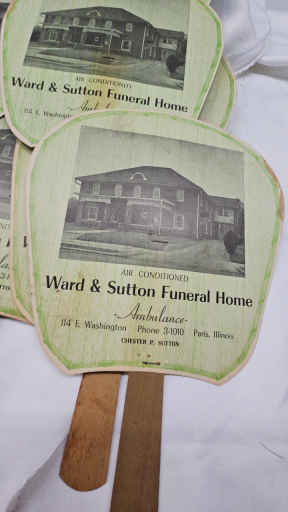 AIR CONDITIONED
Ward & Sutton Funeral Home
Ambulance
114 E. Washington
AIR CONDITIONED
Ward & Sutton Funeral Home
-Ambulance-
114 E. Washington Phone 3-1010 Paris, Illinois
CHESTER P. SUTTON